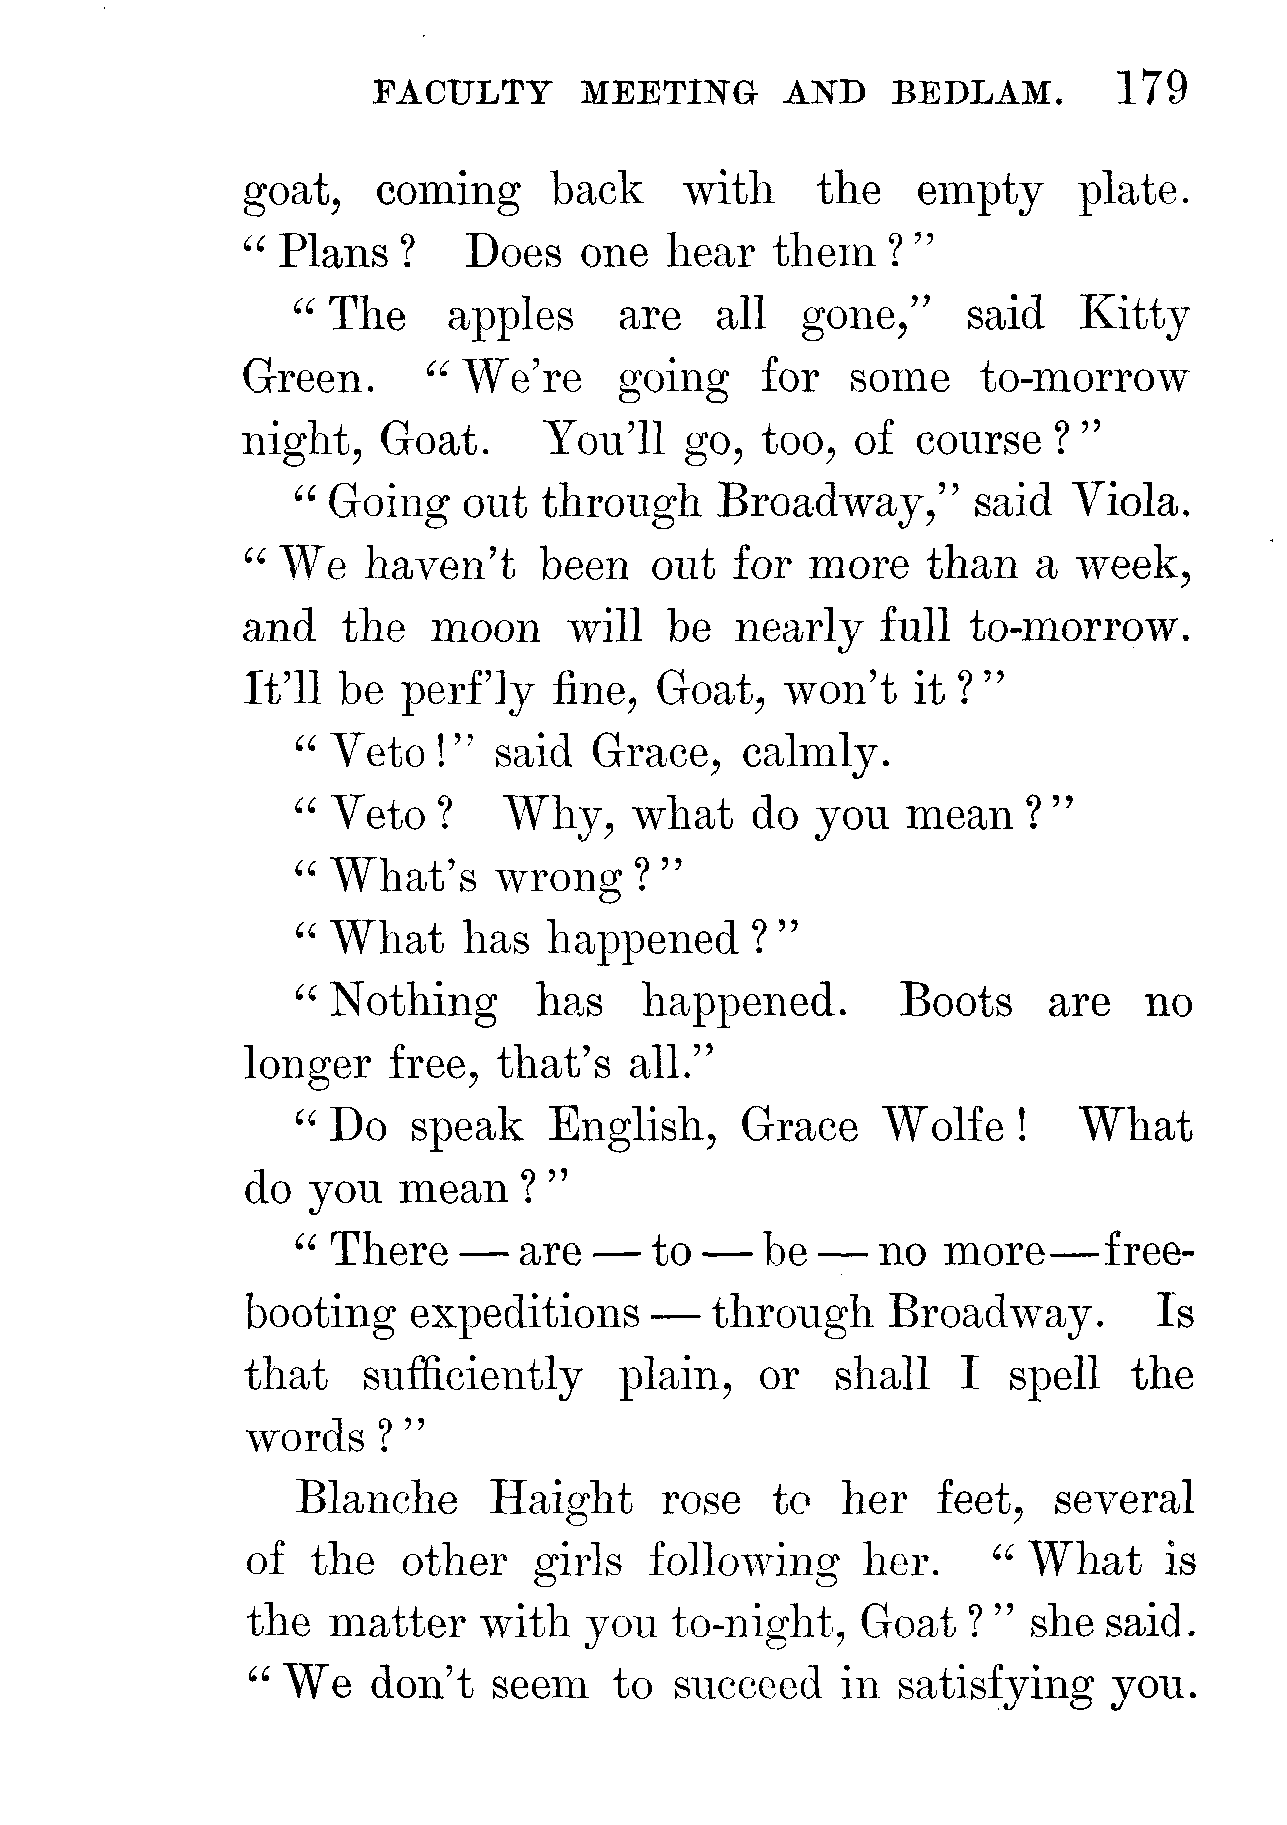 FACULTY MEETING AND BEDLAM. 179
goat, coming back with the empty plate.
“ Plans ? Does one hear them ? ”
“ The apples are all gone,” said Kitty
Green. “ We're going for some to-morrow
night, Goat. You'll go, too, of course ? ”
“ Going out through Broadway,” said Viola.
“ We haven't been out for more than a week,
and the moon will be nearly full to-morrow.
It'll be perf'ly fine, Goat, won't it ? ”
“ Veto ! ” said Grace, calmly.
“ Veto ? Why, what do you mean ? ”
“ What's wrong ? ”
“ What has happened ? ”
“ Nothing has happened. Boots are no
longer free, that's all.”
“ Do speak English, Grace Wolfe ! What
do you mean ? ”
“ There — are — to — be — no more—free-
booting expeditions — through Broadway. Is
that sufficiently plain, or shall I spell the
words ? ”
Blanche Haight rose to her feet, several
of the other girls following her. “ What is
the matter with you to-night, Goat ? ” she said.
“ We don't seem to succeed in satisfying you.